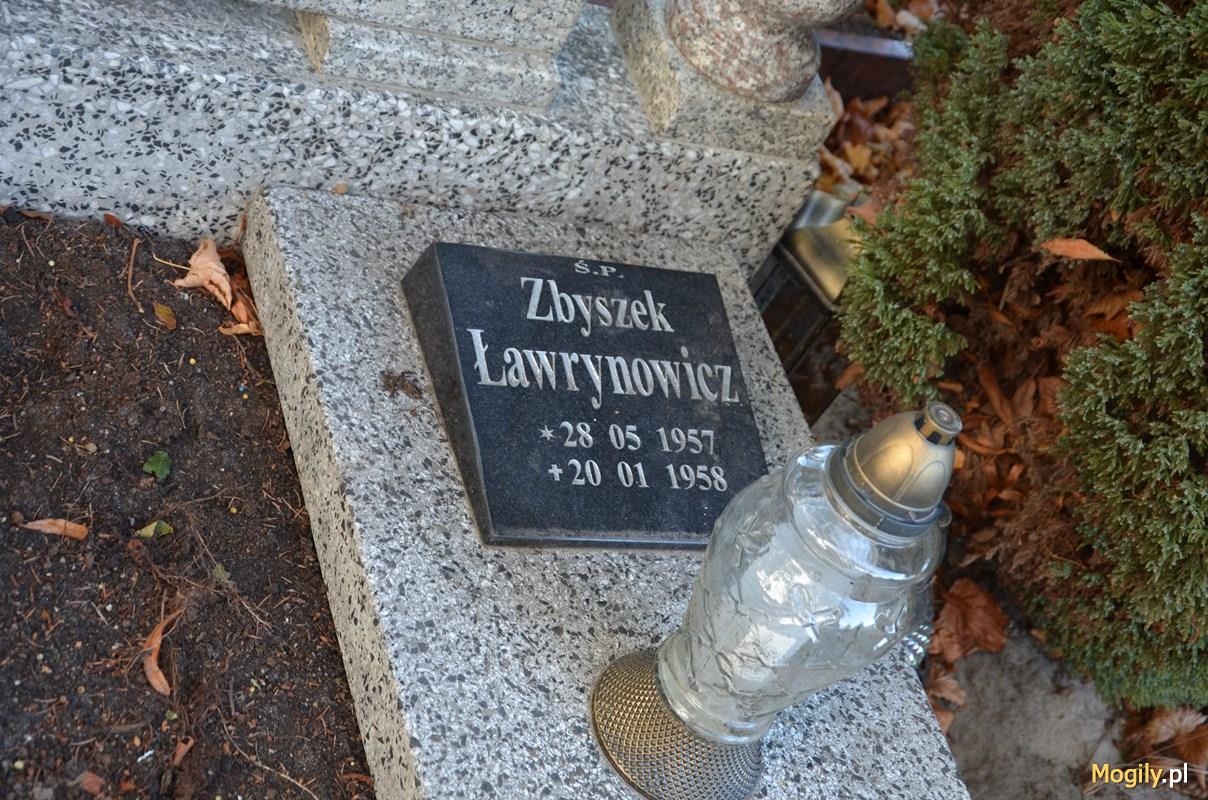 Ś.P.
Zbyszek
Ławrynowicz
*28 05 1957
+20 01 1958
Mogily.pl